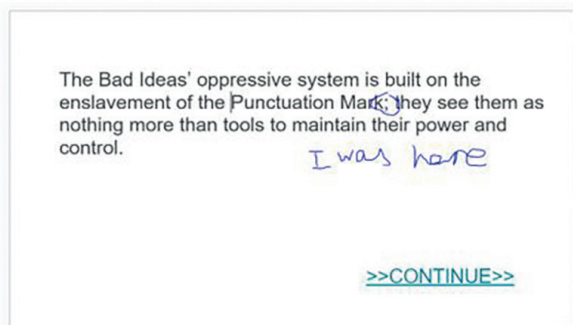 The Bad Ideas' oppressive system is built on the
enslavement of the Punctuation Mark; they see them as
nothing more than tools to maintain their power and
control.
I was here
>>CONTINUE>>